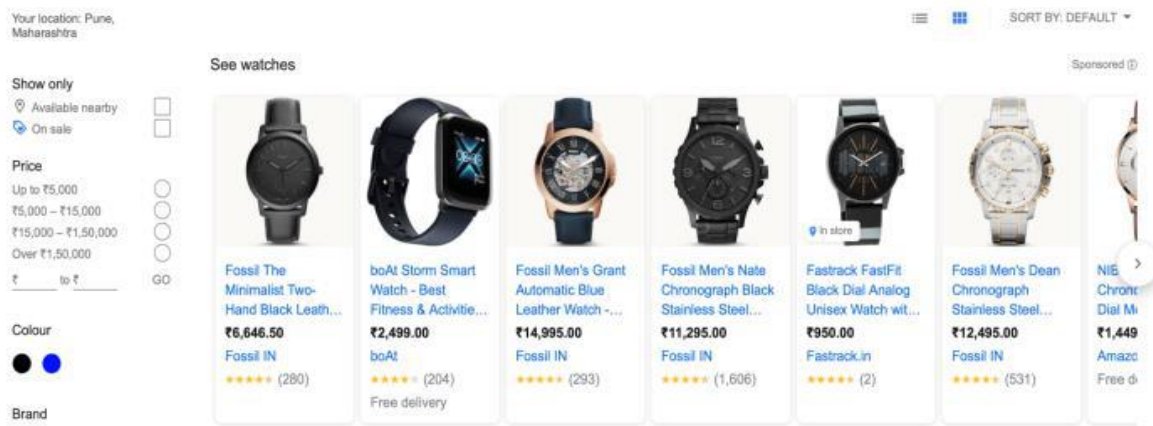 Your location: Pune,
Maharashtra
SORT BY: DEFAULT
See watches
Sponsored
Show only
Available nearby
On sale
Price
Up to ₹5,000
₹5,000 – ₹15,000
₹15,000 – ₹1,50,000
Over ₹1,50,000
₹ to ₹ GO
Colour
Brand
Fossil The
Minimalist Two-
Hand Black Leath...
₹6,646.50
Fossil IN
(280)
boAt Storm Smart
Watch - Best
Fitness & Activitie...
₹2,499.00
boAt
(204)
Free delivery
Fossil Men's Grant
Automatic Blue
Leather Watch -...
₹14,995.00
Fossil IN
(293)
Fossil Men's Nate
Chronograph Black
Stainless Steel...
₹11,295.00
Fossil IN
(1,606)
In store
Fastrack FastFit
Black Dial Analog
Unisex Watch wit...
₹950.00
Fastrack.in
(2)
Fossil Men's Dean
Chronograph
Stainless Steel...
₹12,495.00
Fossil IN
(531)
Dial
₹1,449
Free